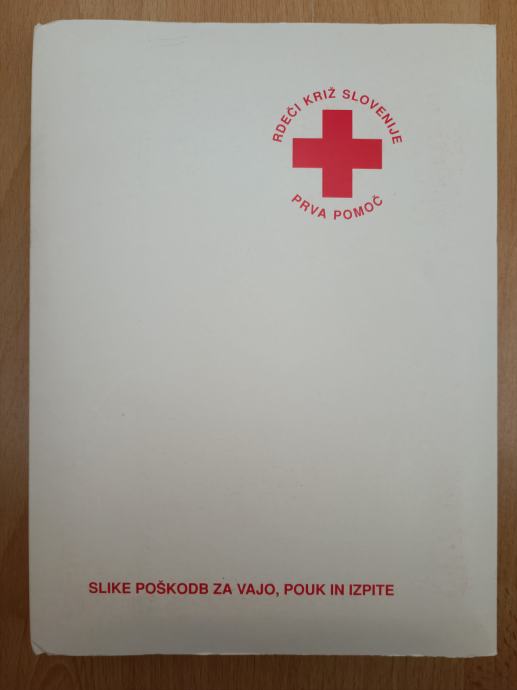 RDEČI KRIŽ SLOVENIJE
PRVA POMOČ
SLIKE POŠKODB ZA VAJO, POUK IN IZPITE